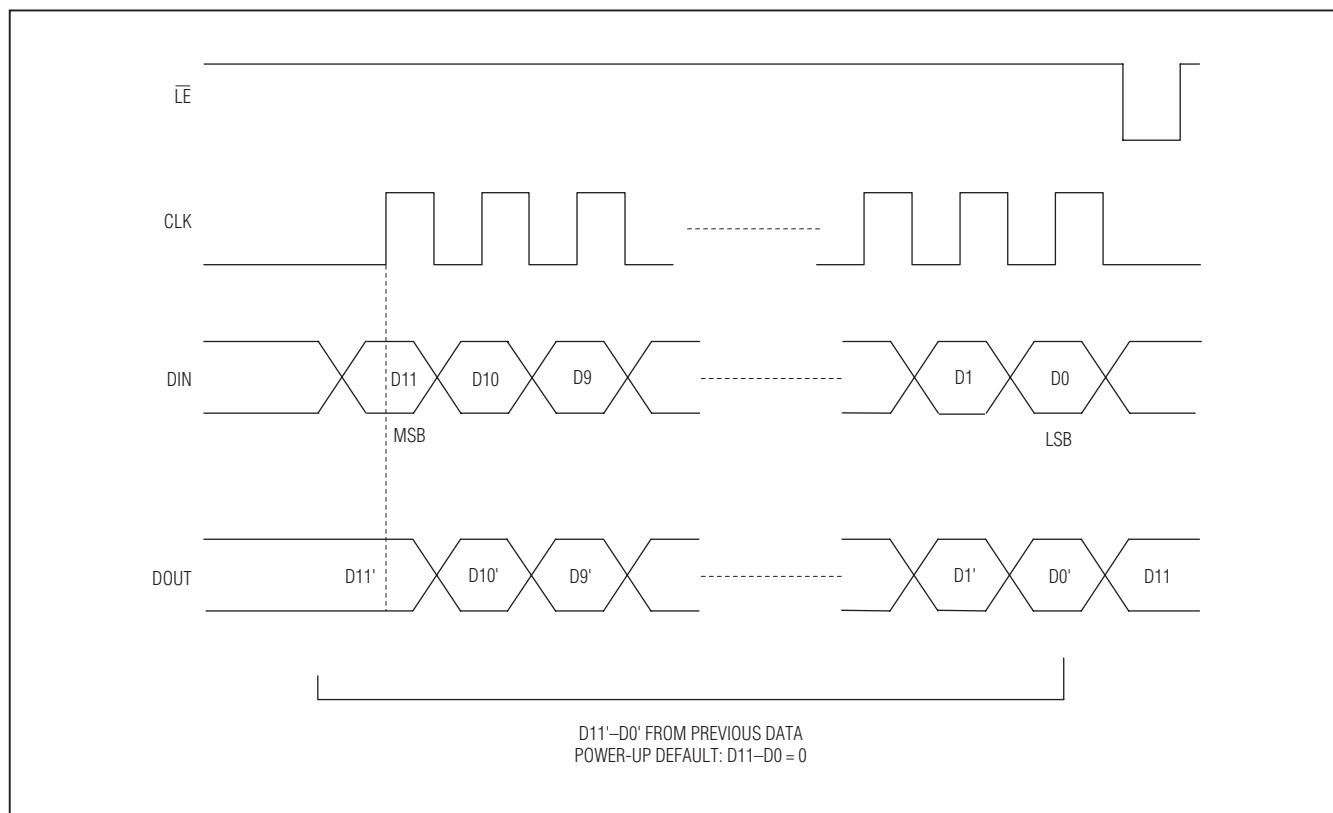 L̅E̅
CLK
DIN
D11 D10 D9 D1 D0
MSB LSB
DOUT
D11' D10' D9' D1' D0' D11
D11'–D0' FROM PREVIOUS DATA
POWER-UP DEFAULT: D11–D0 = 0